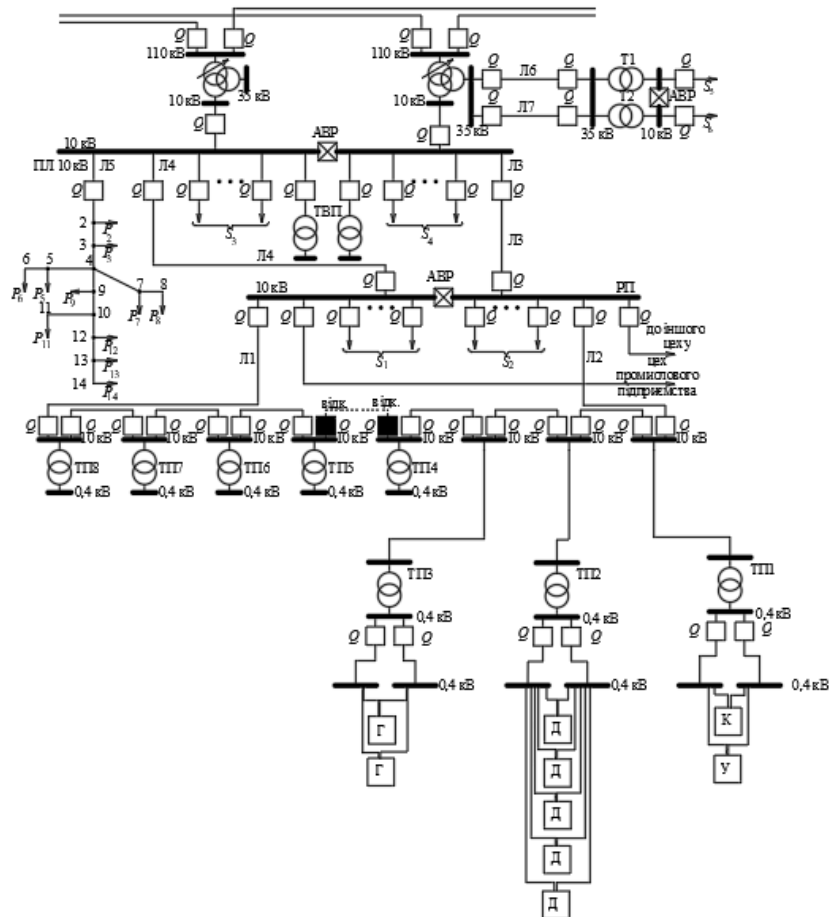 Q Q Q Q
110 кВ 110 кВ
Q Л6 Q Т1 Q
35 кВ S₅
10 кВ 10 кВ Q Л7 Q Т2 АВР
Q Q 35 кВ 35 кВ 10 кВ Q S₆
10 кВ АВР
ПЛ 10 кВ Л5 Л4 Л3
Q Q Q Q Q Q Q Q Q
2 P₂ S₃ ТВП S₄
3 P₃ Л4 Л3
6 5 4
P₆ P₅ P₉ 9 7 8
P₇ P₈
Q АВР Q
10 кВ РП
11 10 Q Q Q Q Q Q Q Q
P₁₁ 12 P₁₂ до іншого
цеху
13 P₁₃ Л1 S₁ S₂ Л2 цех
14 P₁₄ промислового
підприємства
відк. відк.
Q Q Q Q Q Q Q Q Q Q Q Q Q Q Q Q
10 кВ 10 кВ 10 кВ 10 кВ 10 кВ 10 кВ 10 кВ 10 кВ
ТП8 ТП7 ТП6 ТП5 ТП4
0,4 кВ 0,4 кВ 0,4 кВ 0,4 кВ 0,4 кВ
ТП3 ТП2 ТП1
0,4 кВ 0,4 кВ 0,4 кВ
Q Q Q Q Q Q
0,4 кВ 0,4 кВ 0,4 кВ
Г Д К
Г Д У
Д
Д
Д